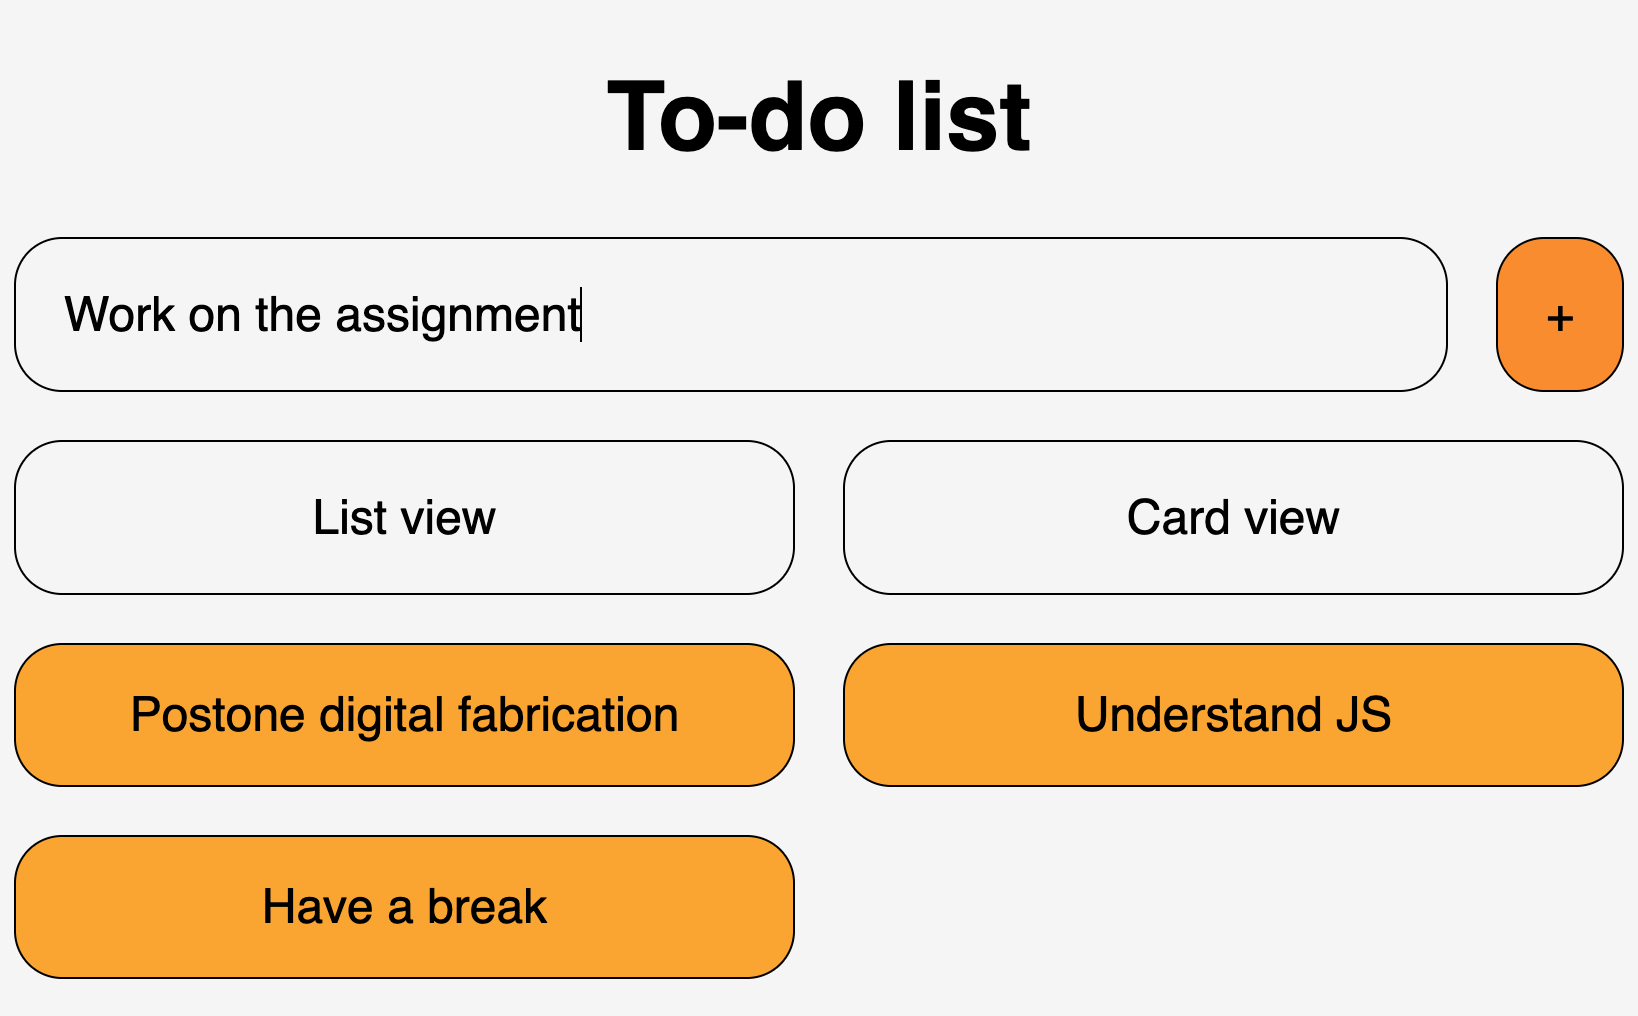 To-do list
Work on the assignment
+
List view
Card view
Postone digital fabrication
Understand JS
Have a break